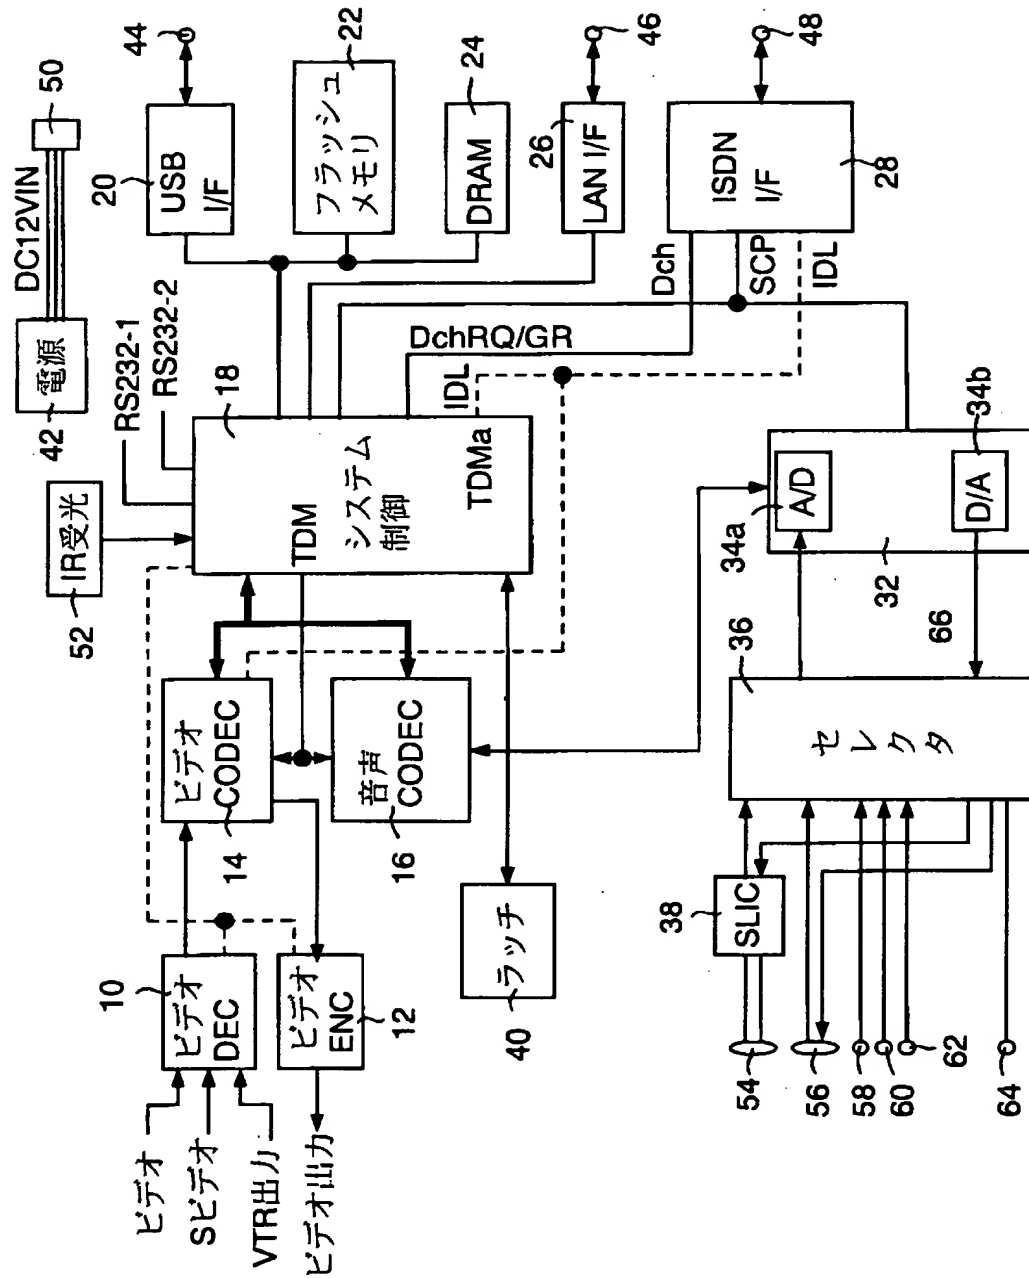 DC12VIN
50
電源
42
RS232-1
RS232-2
IR受光
52
44
USB
I/F
20
フラッシュ
メモリ
22
DRAM
24
LAN I/F
26
46
ISDN
I/F
28
48
Dch
SCP
IDL
DchRQ/GR
IDL
18
TDM
システム
制御
TDMa
ビデオ
CODEC
14
音声
CODEC
16
ビデオ
DEC
10
ビデオ
ENC
12
ビデオ
Sビデオ
VTR出力
ビデオ出力
ラッチ
40
A/D
34a
D/A
34b
32
66
セレクタ
36
SLIC
38
54
56
58
60
62
64